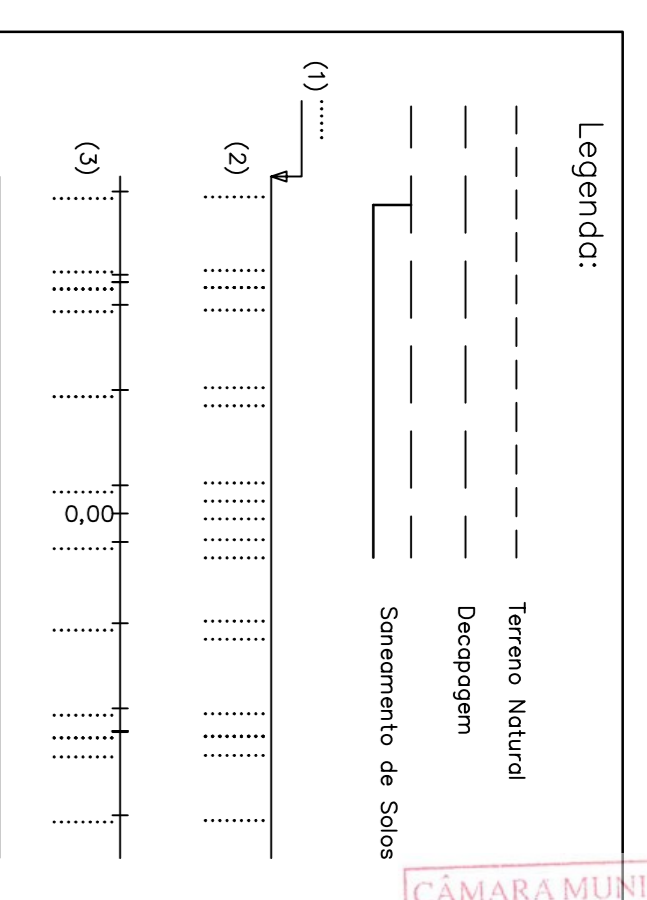 Legenda:
Terreno Natural
Decapagem
Saneamento de Solos
(1) .......
(2)
(3)
0,00
CÂMARA MUNI